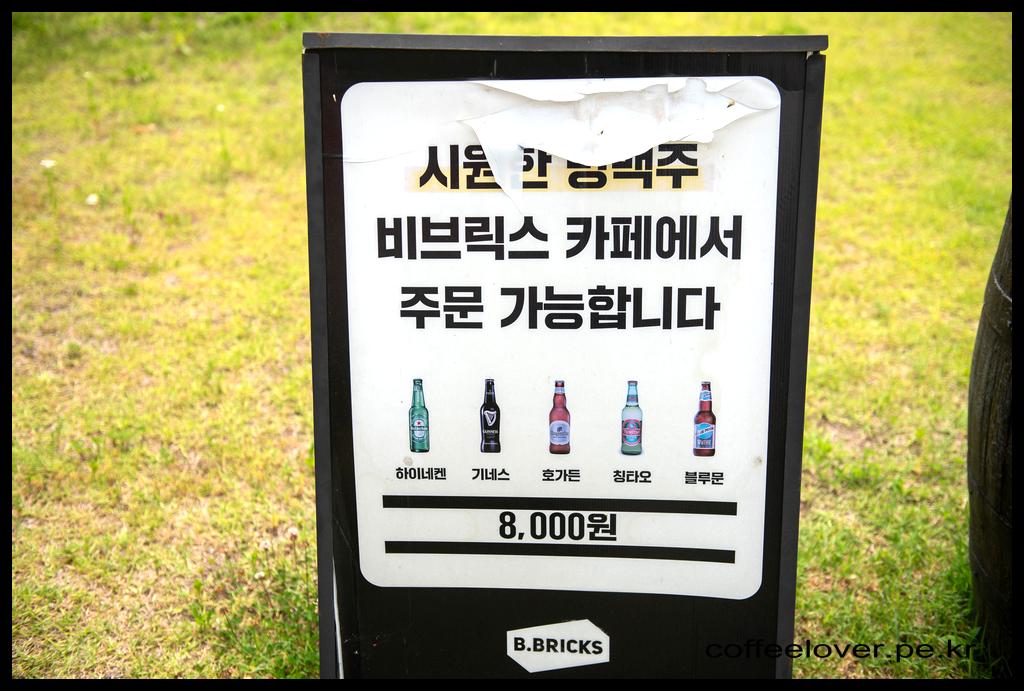 시원한 병맥주
비브릭스 카페에서
주문 가능합니다
하이네켄 기네스 호가든 칭타오 블루문
8,000원
B.BRICKS
coffeelover.pe.kr